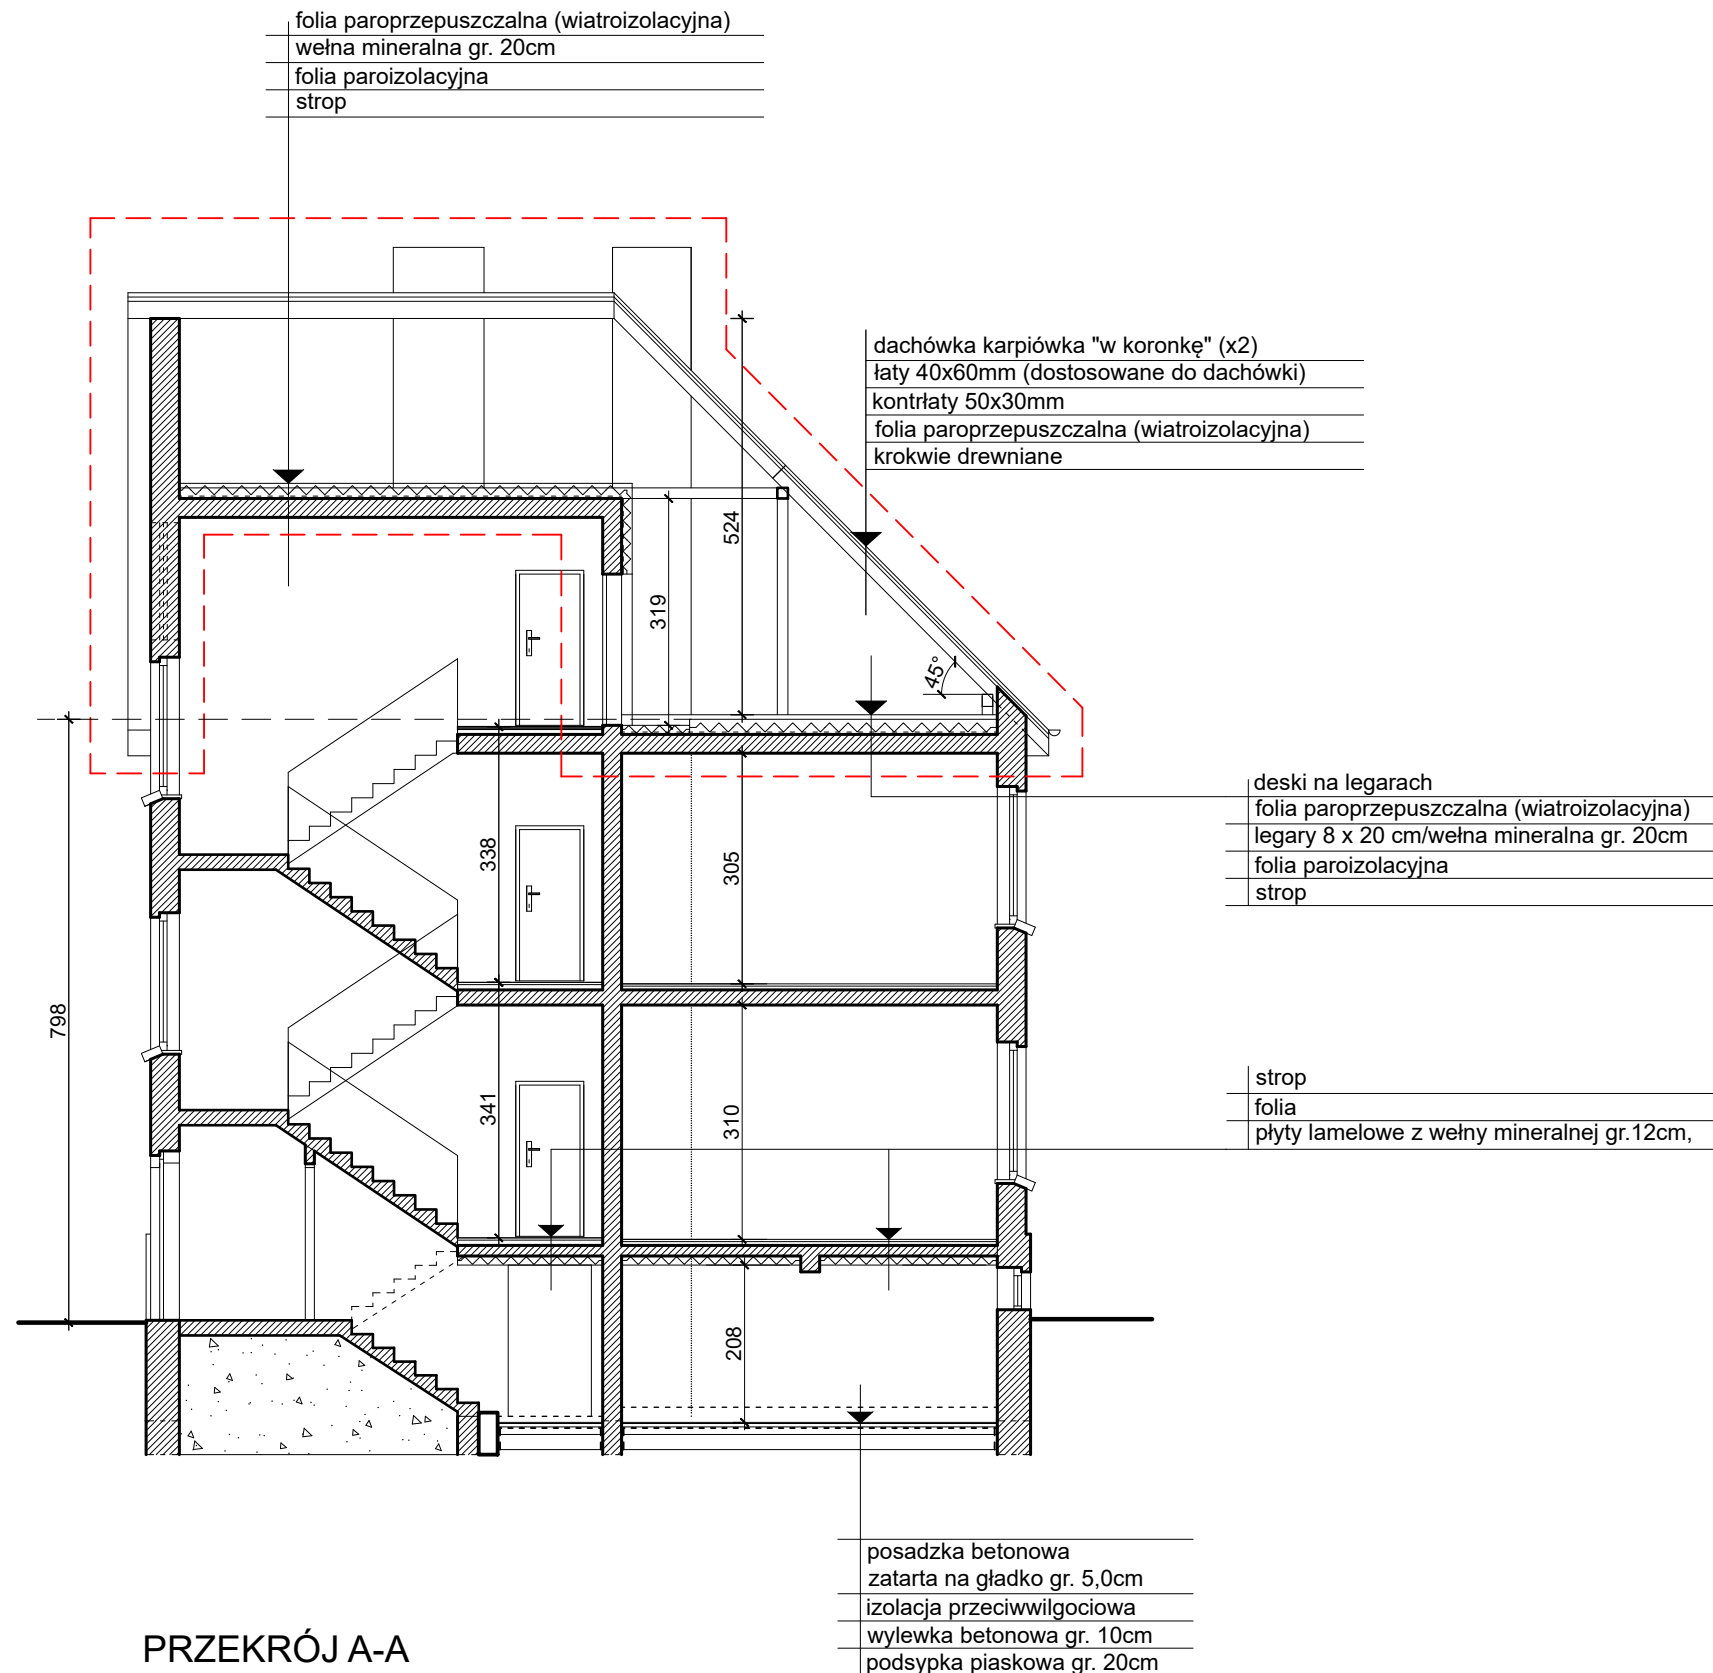 folia paroprzepuszczalna (wiatroizolacyjna)
wełna mineralna gr. 20cm
folia paroizolacyjna
strop
dachówka karpiówka "w koronkę" (x2)
łaty 40x60mm (dostosowane do dachówki)
kontrłaty 50x30mm
folia paroprzepuszczalna (wiatroizolacyjna)
krokwie drewniane
524
319
45°
deski na legarach
folia paroprzepuszczalna (wiatroizolacyjna)
legary 8 x 20 cm/wełna mineralna gr. 20cm
folia paroizolacyjna
strop
338
305
798
341
310
strop
folia
płyty lamelowe z wełny mineralnej gr.12cm,
208
posadzka betonowa
zatarta na gładko gr. 5,0cm
izolacja przeciwwilgociowa
wylewka betonowa gr. 10cm
podsypka piaskowa gr. 20cm
PRZEKRÓJ A-A